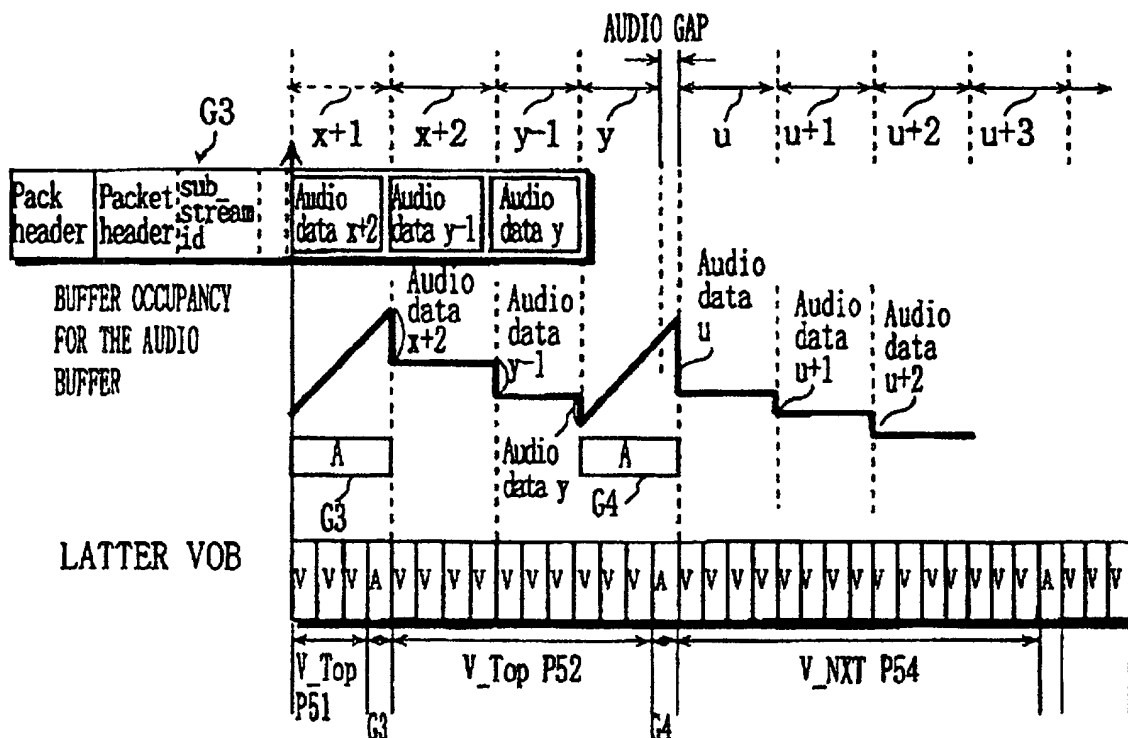 AUDIO GAP
x+1 x+2 y-1 y u u+1 u+2 u+3
G3
Pack header
Packet header
sub_stream id
Audio data x+2
Audio data y-1
Audio data y
BUFFER OCCUPANCY
FOR THE AUDIO
BUFFER
Audio data x+2
Audio data y-1
Audio data y
Audio data u
Audio data u+1
Audio data u+2
A
G3
A
G4
LATTER VOB
V V V A V V V V V V V V V V A V V V V V V V V V V V V V V A V V V
V_Top P51
G3
V_Top P52
G4
V_NXT P54